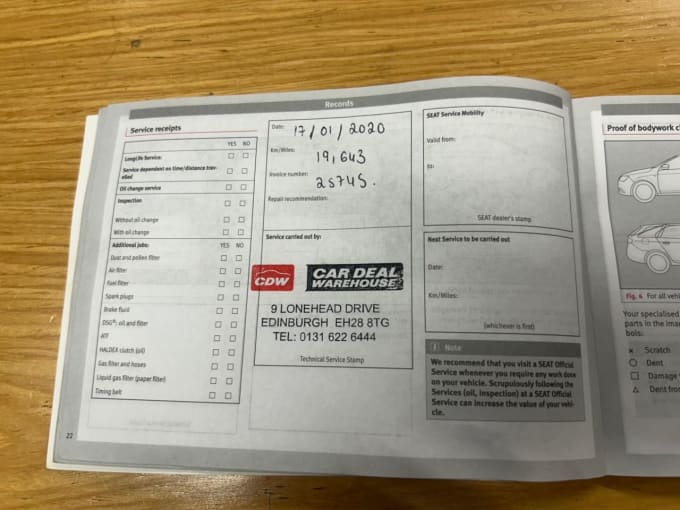 Records
Service receipts
YES NO
LongLife Service:
Service dependent on time/distance trav-
elled
Oil change service
Inspection
Without oil change
With oil change
Additional jobs: YES NO
Dust and pollen filter
Air filter
Fuel filter
Spark plugs
Brake fluid
DSG®: oil and filter
ATF
HALDEX clutch (oil)
Gas filter and hoses
Liquid gas filter (paper filter)
Timing belt
22
Date: 17/01/2020
Km/Miles: 19,643
Invoice number: 25745.
Repair recommendation:
Service carried out by:
CDW CAR DEAL
WAREHOUSE
9 LONEHEAD DRIVE
EDINBURGH EH28 8TG
TEL: 0131 622 6444
Technical Service Stamp
SEAT Service Mobility
Valid from:
to:
SEAT dealer's stamp
Next Service to be carried out
Date:
Km/Miles:
(whichever is first)
i Note
We recommend that you visit a SEAT Official
Service whenever you require any work done
on your vehicle. Scrupulously following the
Services (oil, inspection) at a SEAT Official
Service can increase the value of your vehi-
cle.
Proof of bodywork c
Fig. 4 For all vehi
Your specialised
parts in the ima
bols:
× Scratch
Dent
Damage
Dent fro